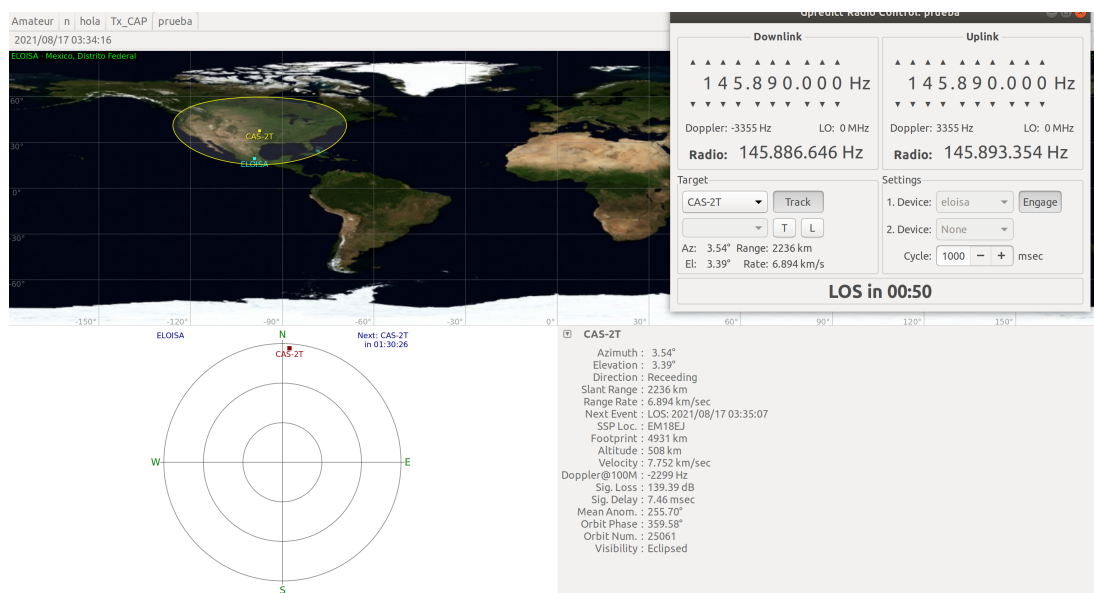 Amateur n hola Tx_CAP prueba
2021/08/17 03:34:16
ELOISA - Mexico, Distrito Federal
60°
30°
0°
-30°
-60°
-150° -120° -90° -60° -30° 0° 30° 60° 90° 120° 150°
CAS-2T
ELOISA
Gpredict Radio Control: prueba
Downlink
145.890.000 Hz
Doppler: -3355 Hz LO: 0 MHz
Radio: 145.886.646 Hz
Uplink
145.890.000 Hz
Doppler: 3355 Hz LO: 0 MHz
Radio: 145.893.354 Hz
Target
CAS-2T Track
T L
Az: 3.54° Range: 2236 km
El: 3.39° Rate: 6.894 km/s
Settings
1. Device: eloisa Engage
2. Device: None
Cycle: 1000 − + msec
LOS in 00:50
ELOISA
Next: CAS-2T
in 01:30:26
N
CAS-2T
W
E
S
CAS-2T
Azimuth : 3.54°
Elevation : 3.39°
Direction : Receeding
Slant Range : 2236 km
Range Rate : 6.894 km/sec
Next Event : LOS: 2021/08/17 03:35:07
SSP Loc. : EM18EJ
Footprint : 4931 km
Altitude : 508 km
Velocity : 7.752 km/sec
Doppler@100M : -2299 Hz
Sig. Loss : 139.39 dB
Sig. Delay : 7.46 msec
Mean Anom. : 255.70°
Orbit Phase : 359.58°
Orbit Num. : 25061
Visibility : Eclipsed